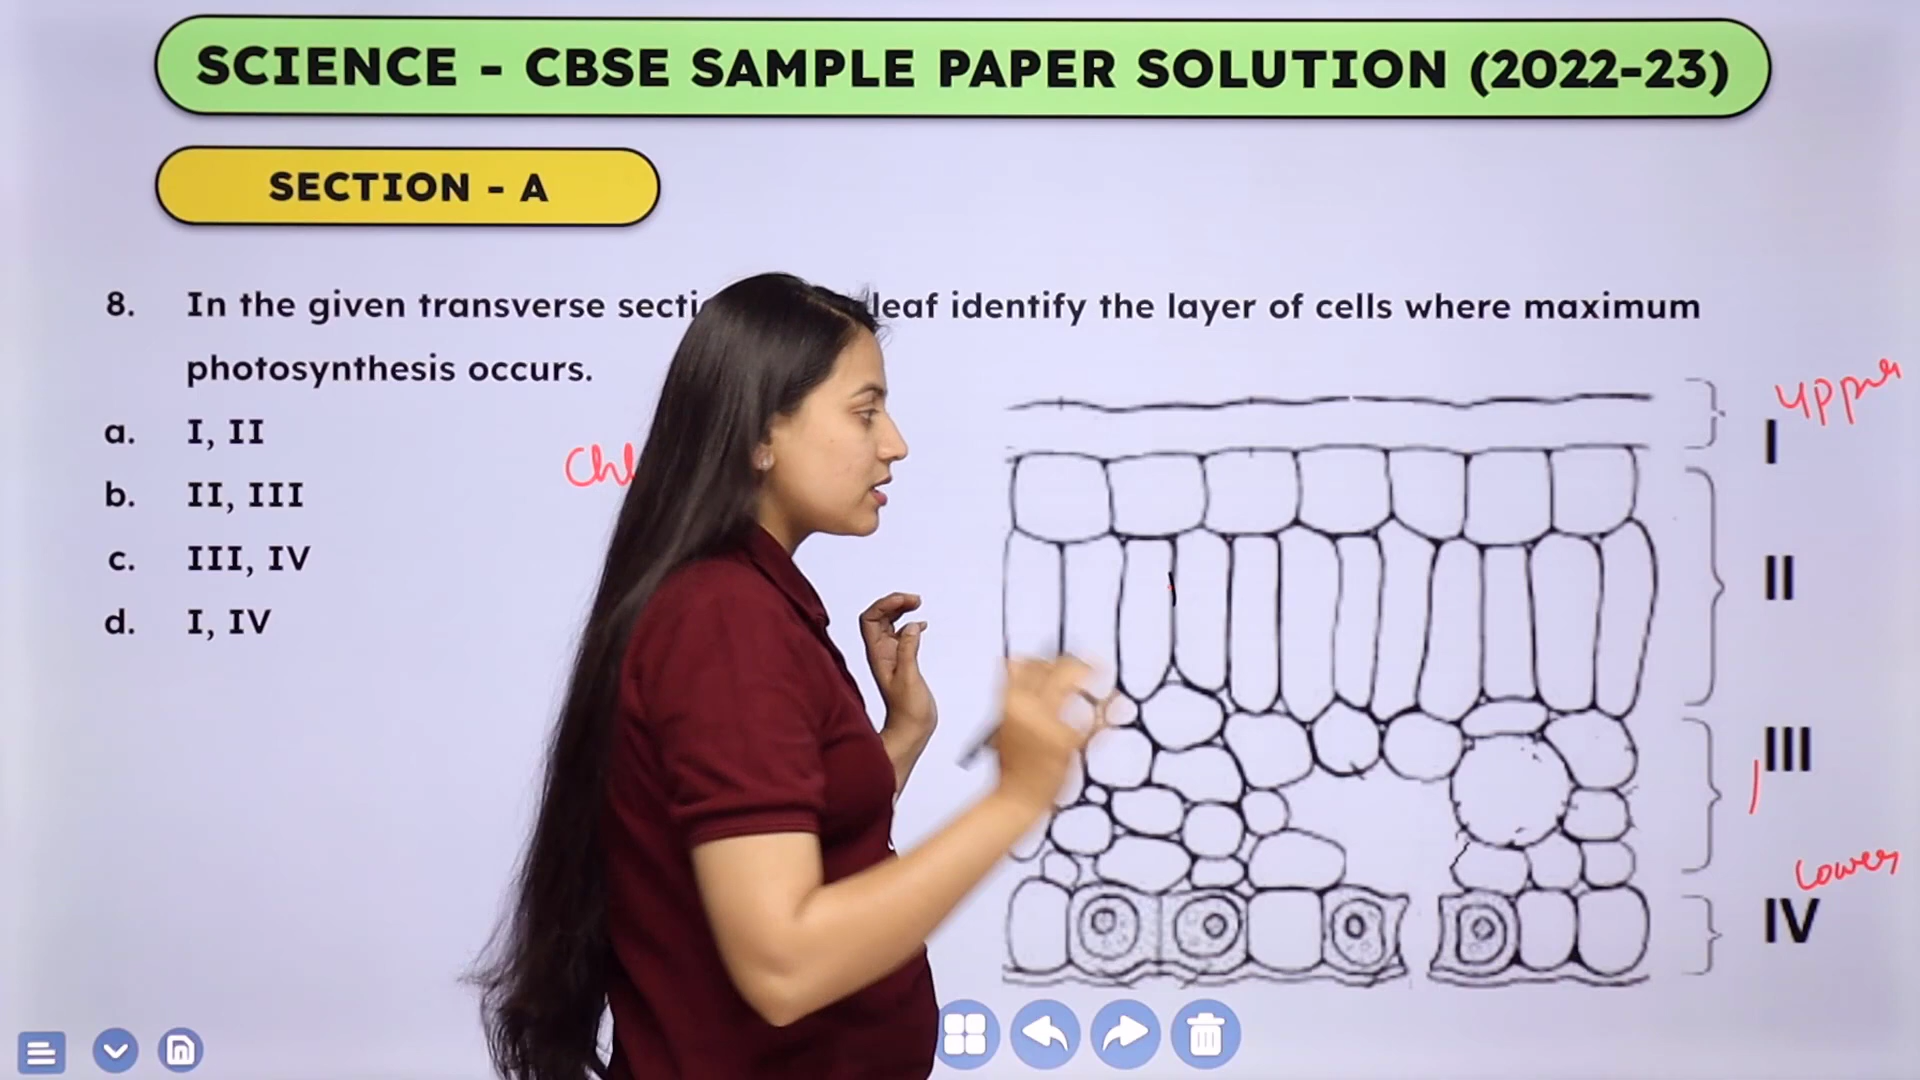 SCIENCE - CBSE SAMPLE PAPER SOLUTION (2022-23)
SECTION - A
8. In the given transverse leaf identify the layer of cells where maximum
photosynthesis occurs.
a. I, II
b. II, III
c. III, IV
d. I, IV
Upper
I
II
III
Lower
IV